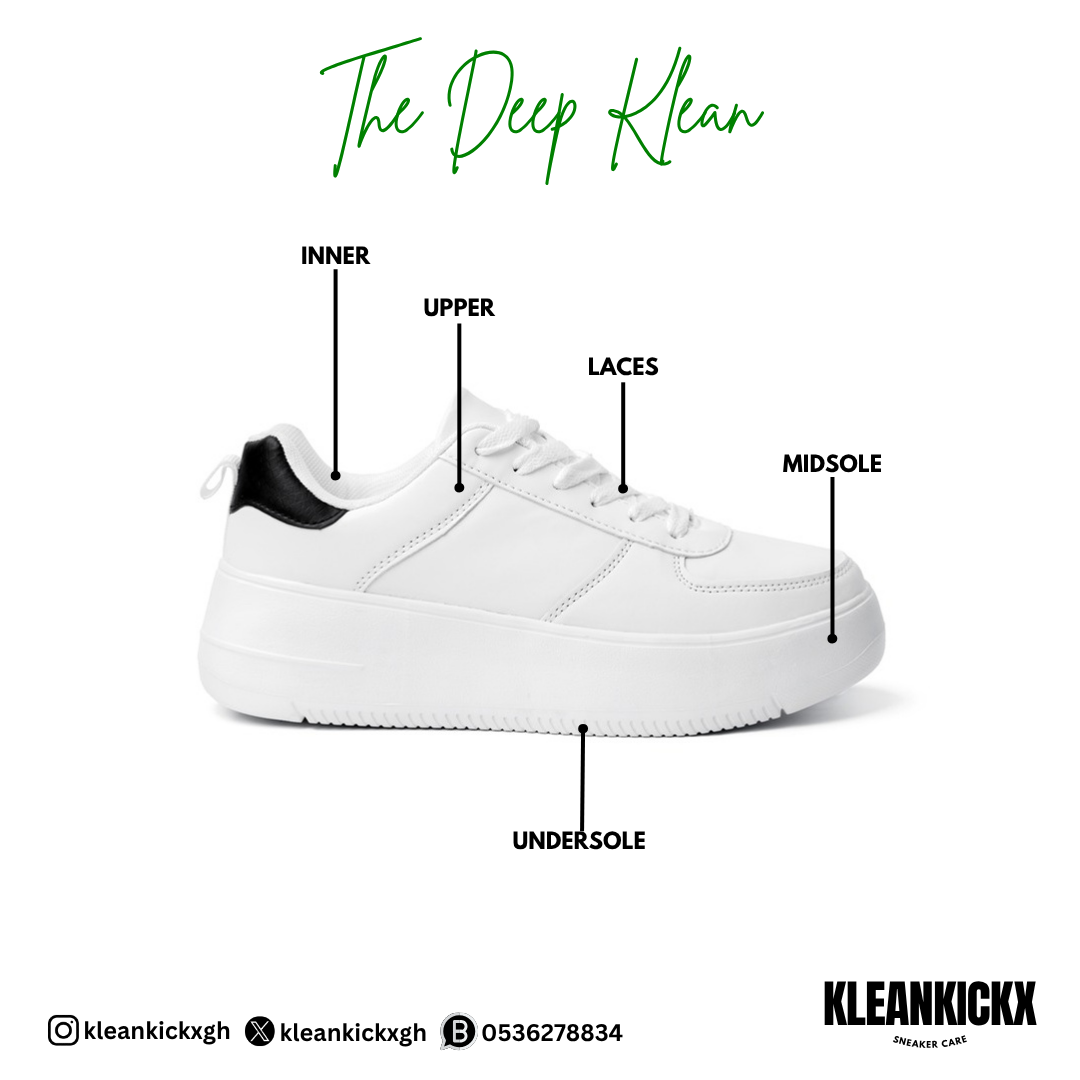 The Deep Klean
INNER
UPPER
LACES
MIDSOLE
UNDERSOLE
KLEANKICKX
SNEAKER CARE
kleankickxgh kleankickxgh B 0536278834